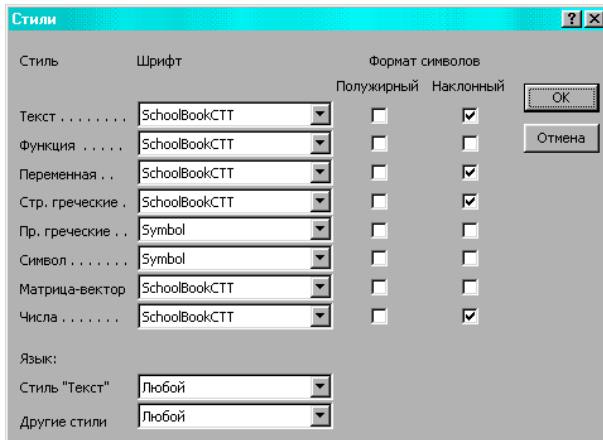 Стили
Стиль Шрифт Формат символов
Полужирный Наклонный
OK
Текст . . . . . . . . SchoolBookCTT
Функция . . . . . SchoolBookCTT
Отмена
Переменная . . SchoolBookCTT
Стр. греческие . SchoolBookCTT
Пр. греческие . . Symbol
Символ . . . . . . . Symbol
Матрица-вектор SchoolBookCTT
Числа . . . . . . . SchoolBookCTT
Язык:
Стиль "Текст" Любой
Другие стили Любой